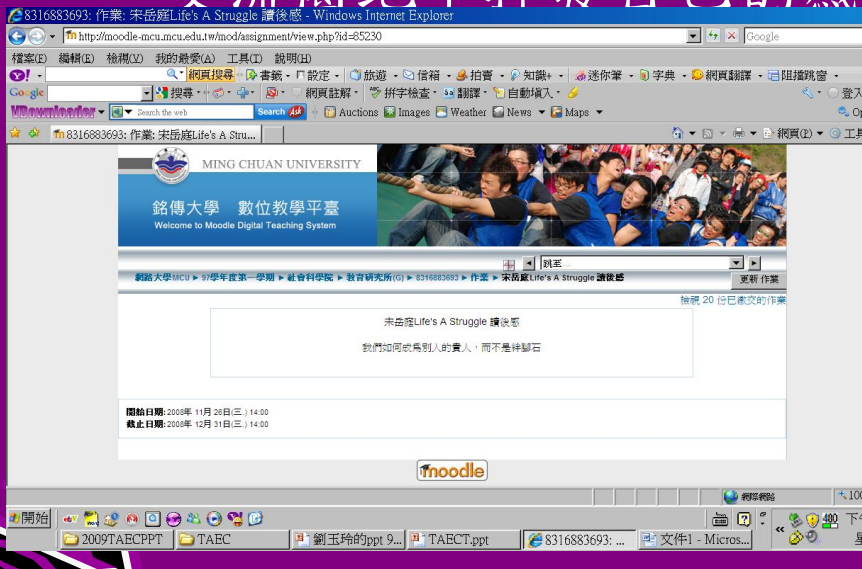 8316883693: 作業: 宋岳庭Life's A Struggle 讀後感 - Windows Internet Explorer
http://moodle-mcu.mcu.edu.tw/mod/assignment/view.php?id=85230
Google
檔案(F) 編輯(E) 檢視(V) 我的最愛(A) 工具(T) 說明(H)
網頁搜尋 書籤 設定 旅遊 信箱 拍賣 知識+ 迷你筆 字典 網頁翻譯 阻擋跳窗
Google 搜尋 網頁註解 拼字檢查 翻譯 自動填入 登入
VDownloader Search the web Search Ask Auctions Images Weather News Maps Op
8316883693: 作業: 宋岳庭Life's A Stru... 網頁(P) 工具
MING CHUAN UNIVERSITY
銘傳大學 數位教學平臺
Welcome to Moodle Digital Teaching System
跳至...
網路大學MCU ► 97學年度第一學期 ► 社會科學院 ► 教育研究所(G) ► 8316883693 ► 作業 ► 宋岳庭Life's A Struggle 讀後感
更新 作業
檢視 20 份已繳交的作業
宋岳庭Life's A Struggle 讀後感
我們如何成為別人的貴人，而不是絆腳石
開始日期: 2008年 11月 26日(三.) 14:00
截止日期: 2008年 12月 31日(三.) 14:00
moodle
網際網路 100
開始 下午
2009TAECPPT TAEC 劉玉玲的ppt 9... TAECT.ppt 8316883693: ... 文件1 - Micros...